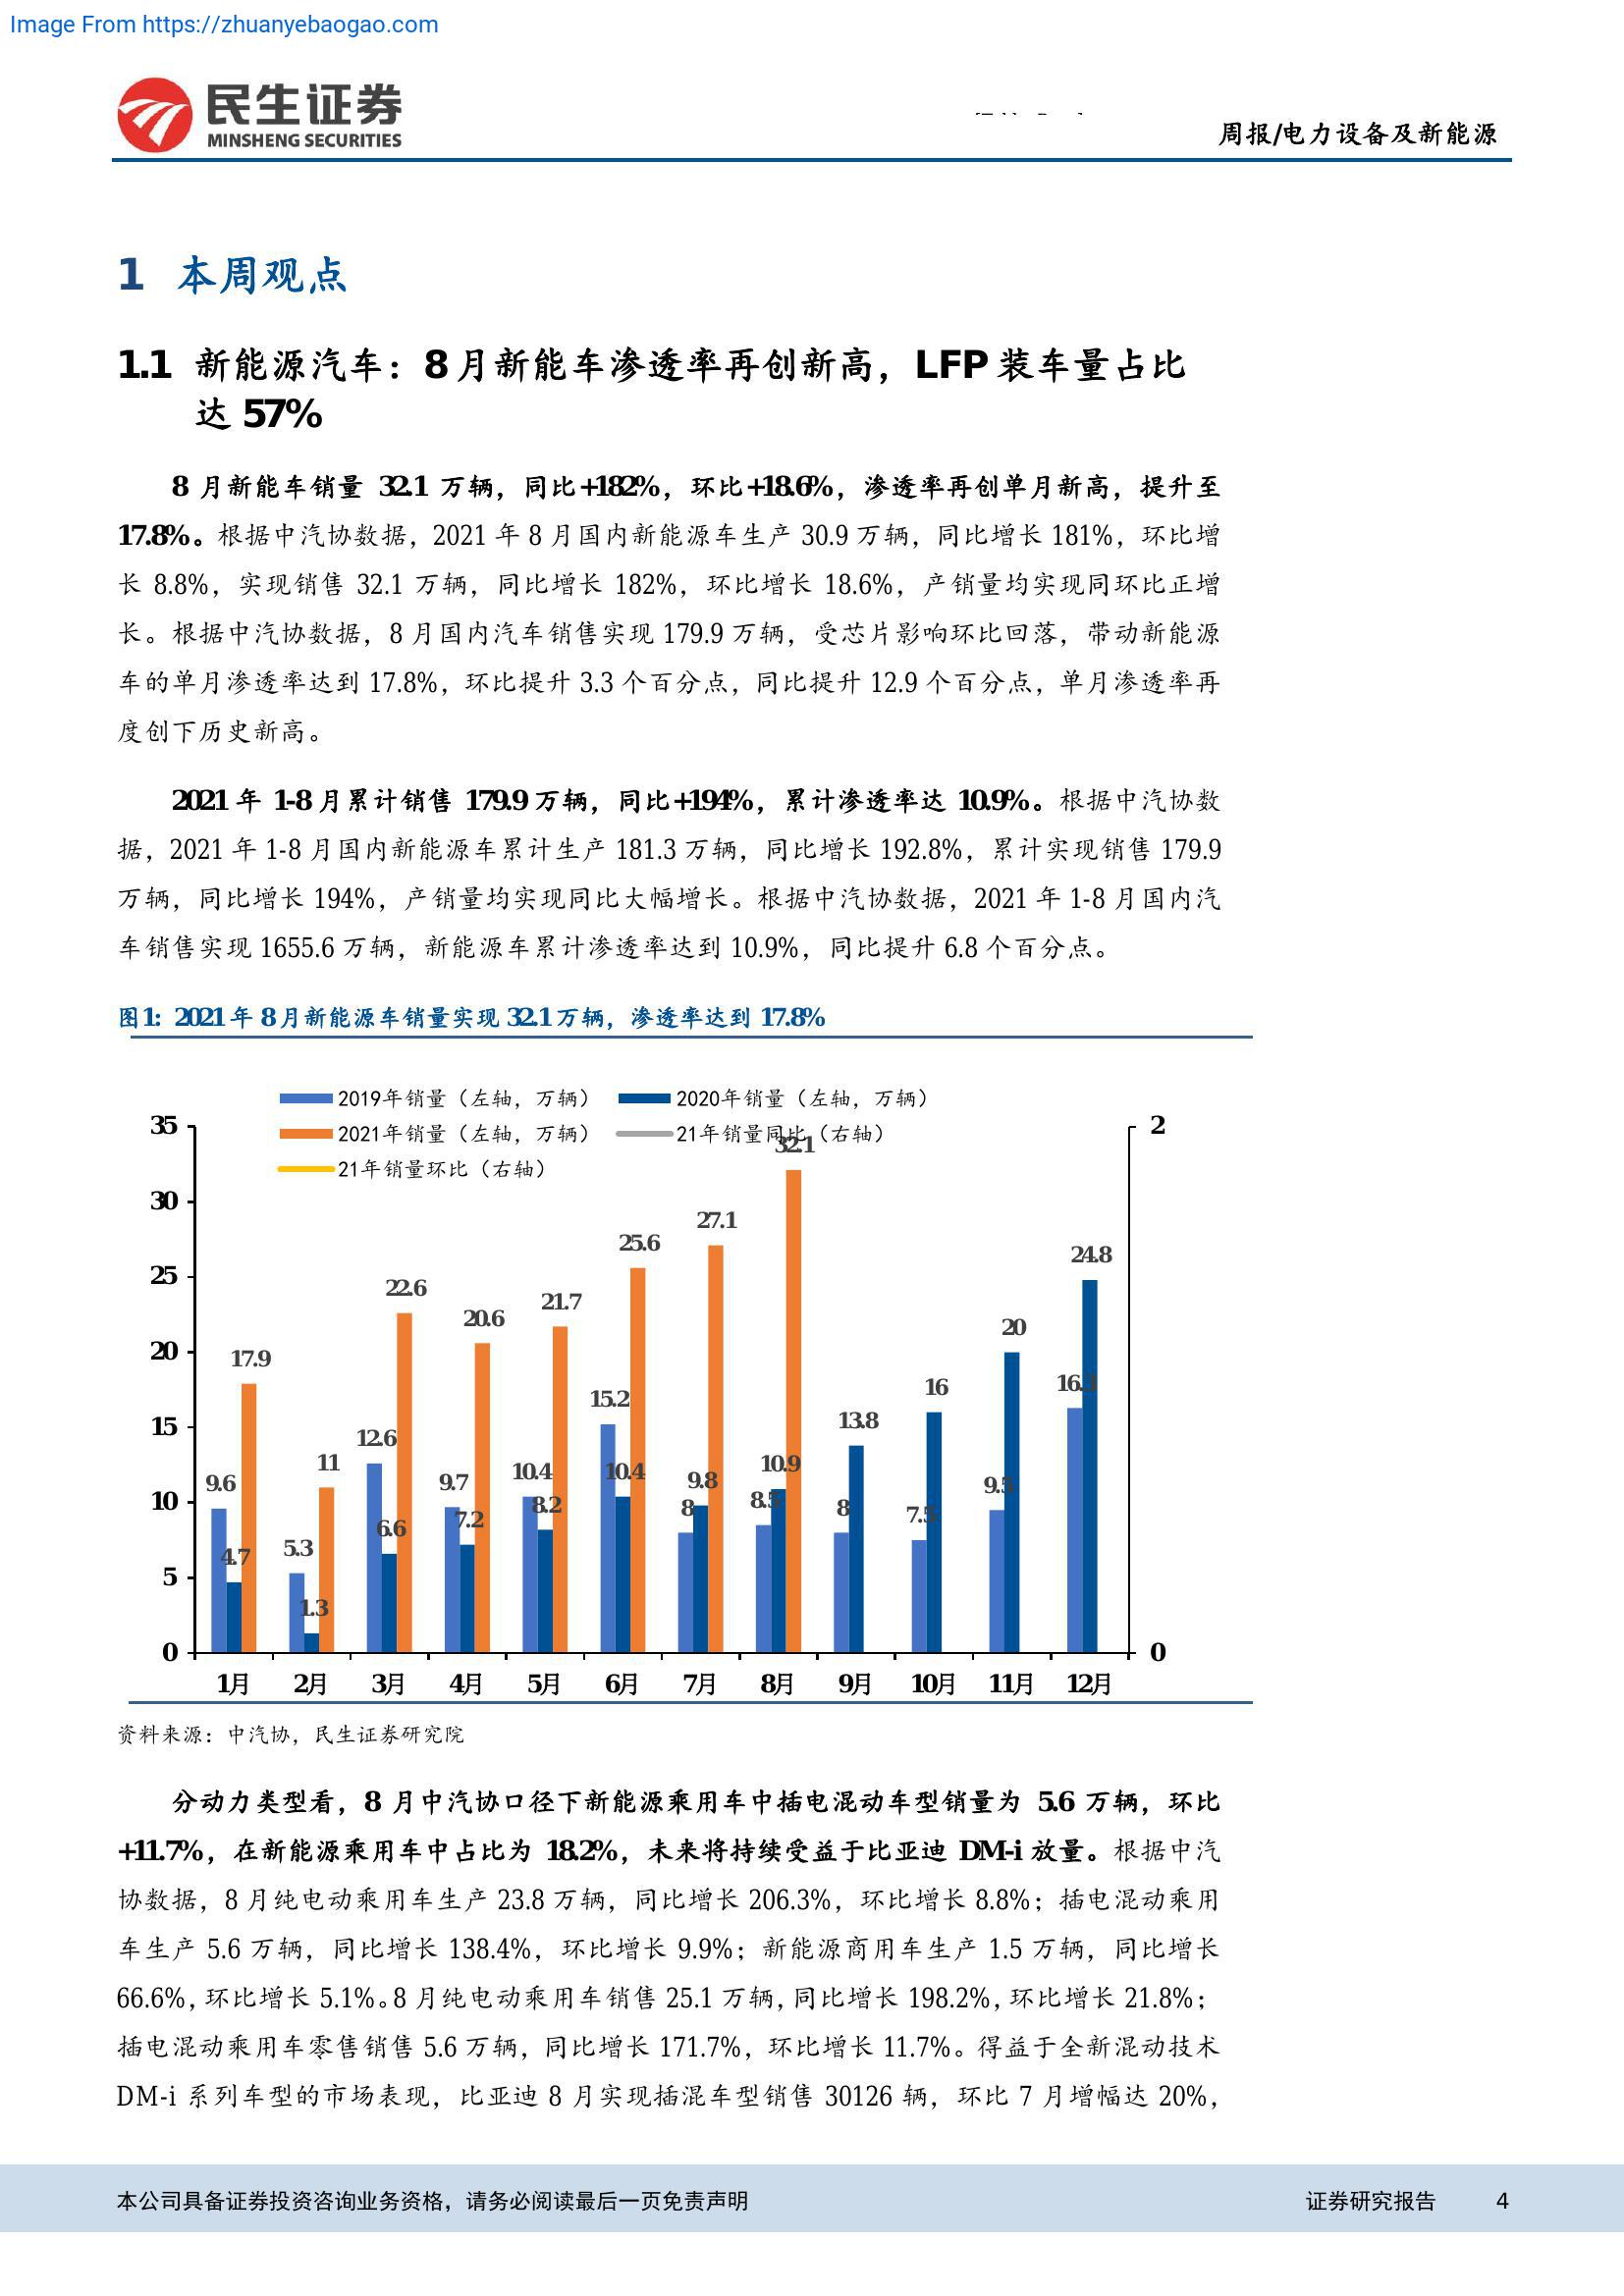 Image From https://zhuanyebaogao.com
民生证券
MINSHENG SECURITIES
周报/电力设备及新能源
1 本周观点
1.1 新能源汽车：8月新能车渗透率再创新高，LFP装车量占比
达 57%
8 月新能车销量 32.1 万辆，同比+182%，环比+18.6%，渗透率再创单月新高，提升至
17.8%。根据中汽协数据，2021 年 8 月国内新能源车生产 30.9 万辆，同比增长 181%，环比增
长 8.8%，实现销售 32.1 万辆，同比增长 182%，环比增长 18.6%，产销量均实现同环比正增
长。根据中汽协数据，8 月国内汽车销售实现 179.9 万辆，受芯片影响环比回落，带动新能源
车的单月渗透率达到 17.8%，环比提升 3.3 个百分点，同比提升 12.9 个百分点，单月渗透率再
度创下历史新高。
2021 年 1-8 月累计销售 179.9 万辆，同比+194%，累计渗透率达 10.9%。根据中汽协数
据，2021 年 1-8 月国内新能源车累计生产 181.3 万辆，同比增长 192.8%，累计实现销售 179.9
万辆，同比增长 194%，产销量均实现同比大幅增长。根据中汽协数据，2021 年 1-8 月国内汽
车销售实现 1655.6 万辆，新能源车累计渗透率达到 10.9%，同比提升 6.8 个百分点。
图1：2021 年 8 月新能源车销量实现 32.1 万辆，渗透率达到 17.8%
2019年销量（左轴，万辆） 2020年销量（左轴，万辆）
2021年销量（左轴，万辆） 21年销量同比（右轴）
21年销量环比（右轴）
35 30 25 20 15 10 5 0
2 0
9.6 4.7 17.9
5.3 1.3 11
12.6 6.6 22.6
9.7 7.2 20.6
10.4 8.2 21.7
15.2 10.4 25.6
8 9.8 27.1
8.5 10.9 32.1
8 13.8
7.5 16
9.5 20
24.8
1月 2月 3月 4月 5月 6月 7月 8月 9月 10月 11月 12月
资料来源：中汽协，民生证券研究院
分动力类型看，8 月中汽协口径下新能源乘用车中插电混动车型销量为 5.6 万辆，环比
+11.7%，在新能源乘用车中占比为 18.2%，未来将持续受益于比亚迪 DM-i 放量。根据中汽
协数据，8 月纯电动乘用车生产 23.8 万辆，同比增长 206.3%，环比增长 8.8%；插电混动乘用
车生产 5.6 万辆，同比增长 138.4%，环比增长 9.9%；新能源商用车生产 1.5 万辆，同比增长
66.6%，环比增长 5.1%。8 月纯电动乘用车销售 25.1 万辆，同比增长 198.2%，环比增长 21.8%；
插电混动乘用车零售销售 5.6 万辆，同比增长 171.7%，环比增长 11.7%。得益于全新混动技术
DM-i 系列车型的市场表现，比亚迪 8 月实现插混车型销售 30126 辆，环比 7 月增幅达 20%，
本公司具备证券投资咨询业务资格，请务必阅读最后一页免责声明 证券研究报告 4